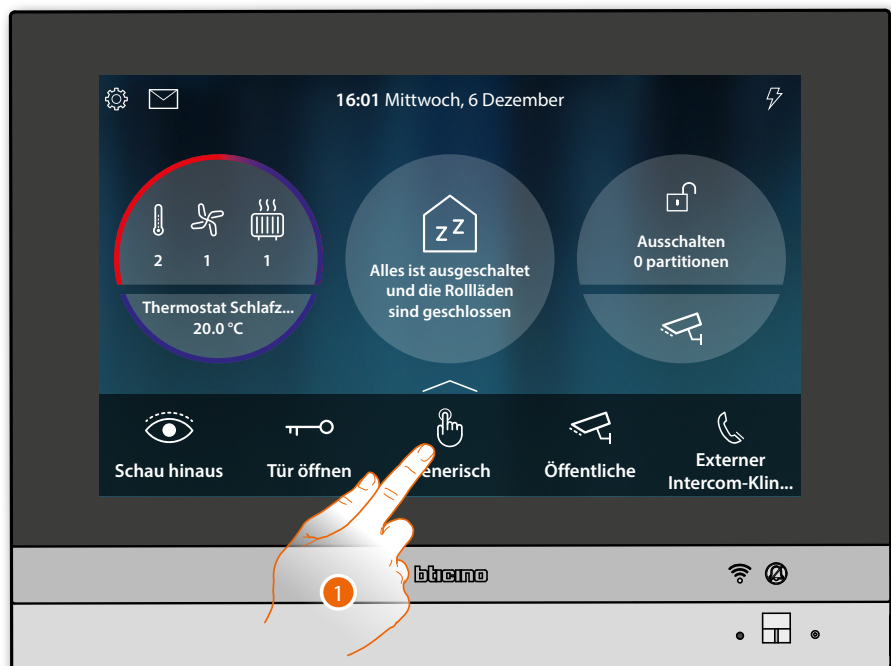 16:01 Mittwoch, 6 Dezember
2
1
1
Thermostat Schlafz...
20.0 °C
z Z
Alles ist ausgeschaltet
und die Rollläden
sind geschlossen
Ausschalten
0 partitionen
Schau hinaus
Tür öffnen
enerisch
Öffentliche
Externer
Intercom-Klin...
1
bticino